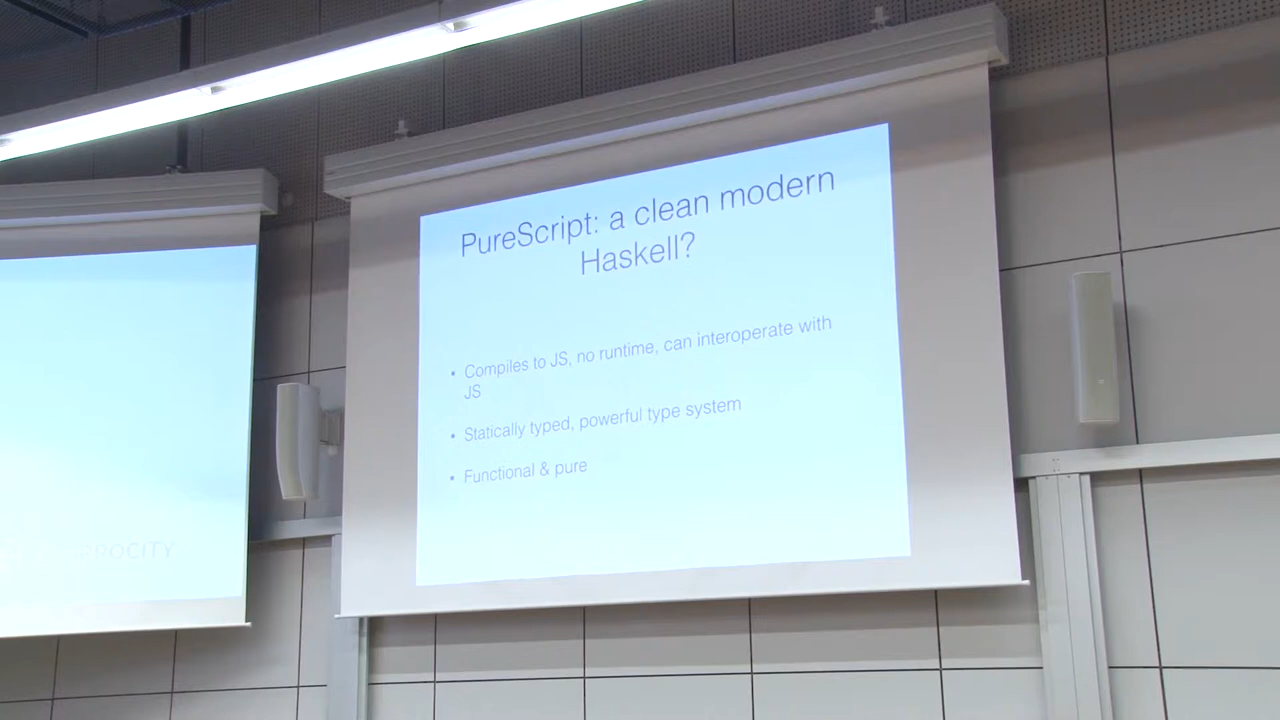 PureScript: a clean modern
Haskell?
• Compiles to JS, no runtime, can interoperate with
JS
• Statically typed, powerful type system
• Functional & pure